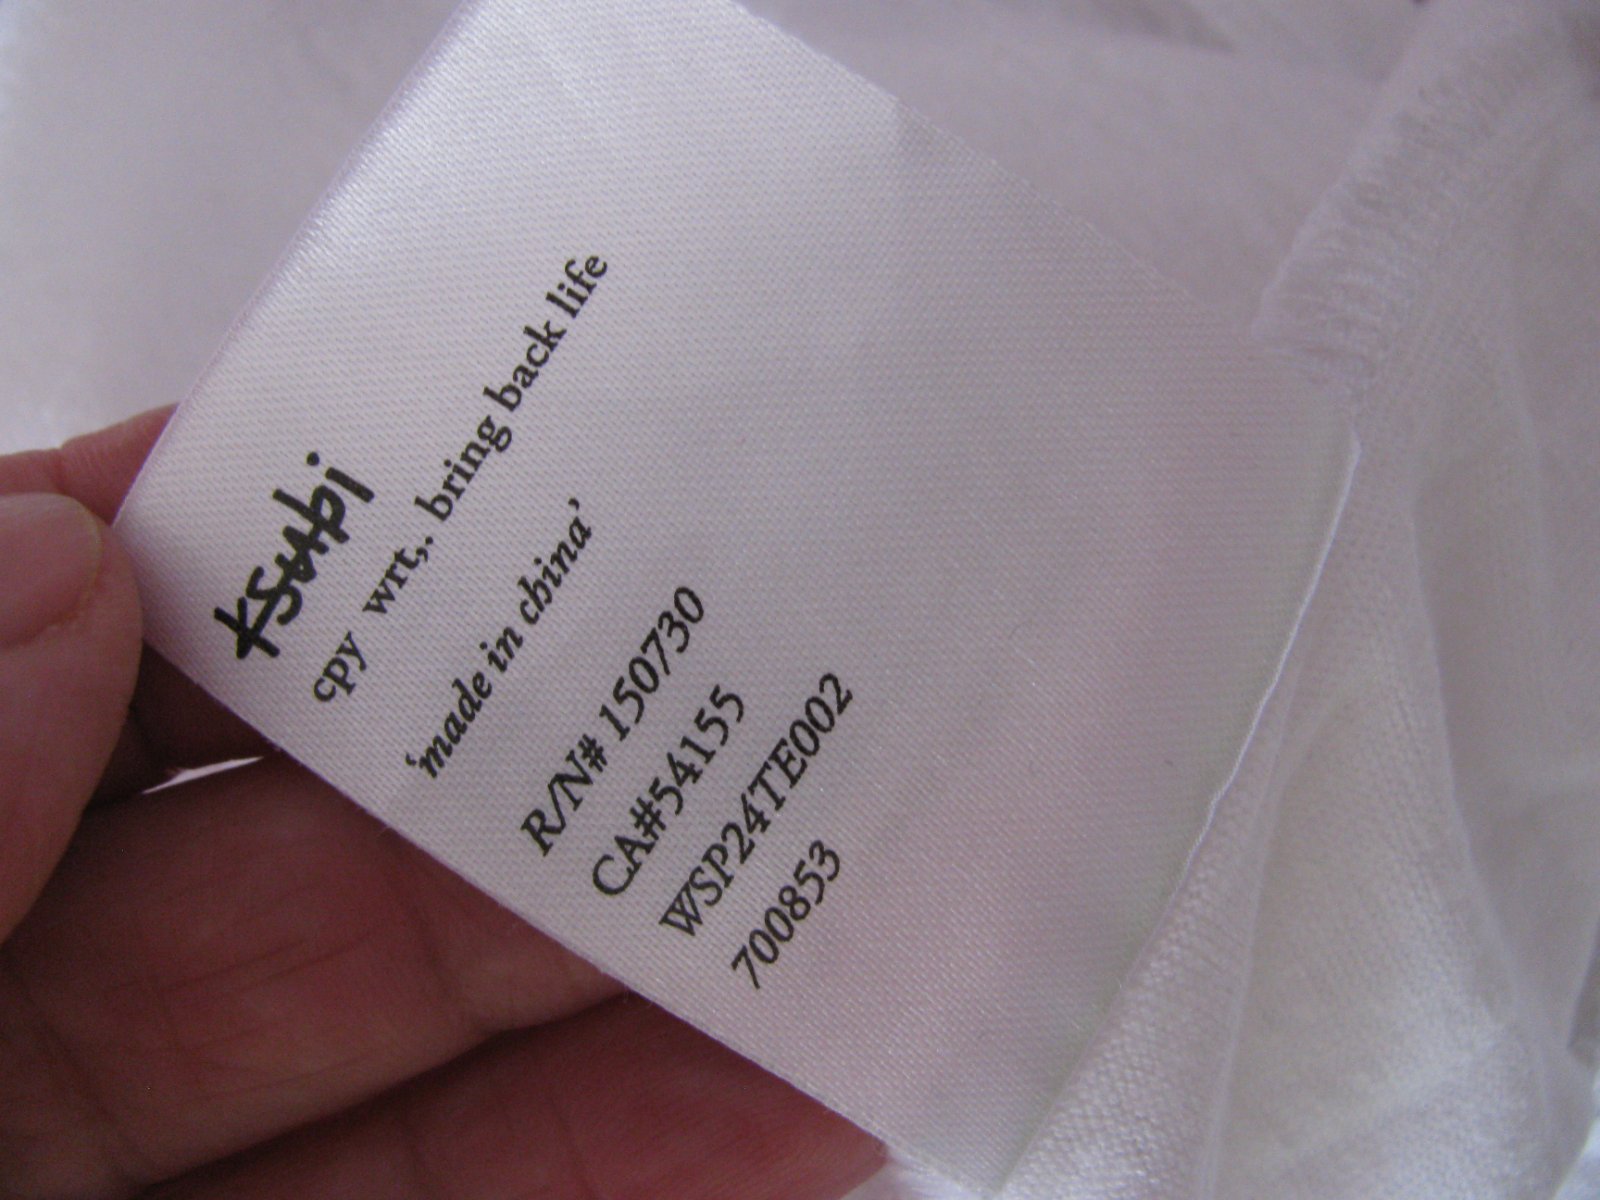 ksubi
cpy wrt,. bring back life
'made in china'
R/N# 150730
CA#54155
WSP24TE002
700853